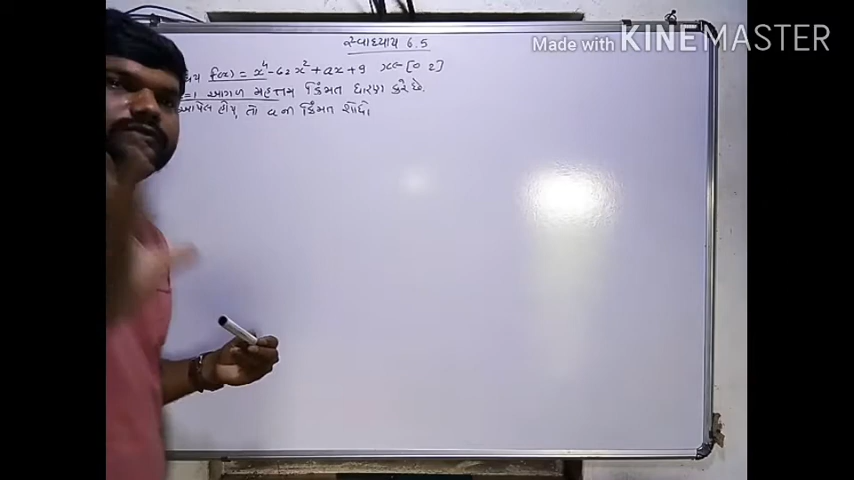 સ્વાધ્યાય 6.5
f(x) = x⁴ - 62x² + ax + 9 x ∈ [0 2]
=1 આગળ મહત્તમ કિંમત ધારણ કરે છે.
આપેલ હોય, તો a ની કિંમત શોધો
Made with KINEMASTER